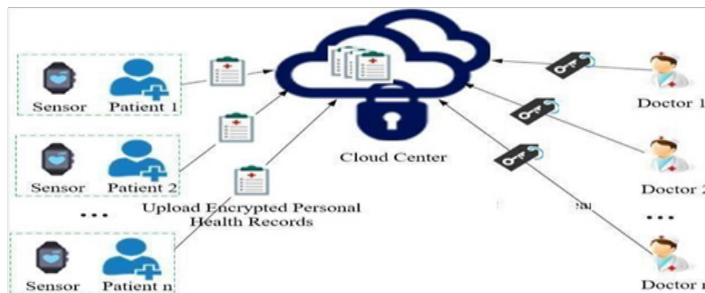 Sensor
Patient 1
Doctor 1
Cloud Center
Sensor
Patient 2
Doctor 2
...
Upload Encrypted Personal
Health Records
...
Sensor
Patient n
Doctor n